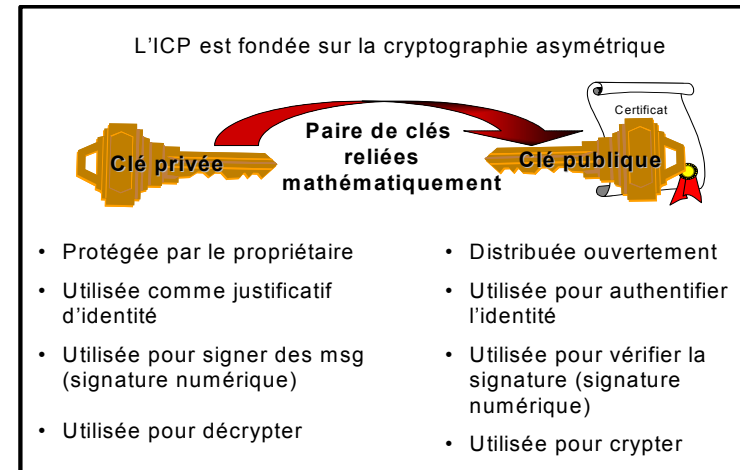 L'ICP est fondée sur la cryptographie asymétrique
Certificat
Paire de clés
reliées
mathématiquement
Clé privée
Clé publique
• Protégée par le propriétaire
• Utilisée comme justificatif
d'identité
• Utilisée pour signer des msg
(signature numérique)
• Utilisée pour décrypter
• Distribuée ouvertement
• Utilisée pour authentifier
l'identité
• Utilisée pour vérifier la
signature (signature
numérique)
• Utilisée pour crypter